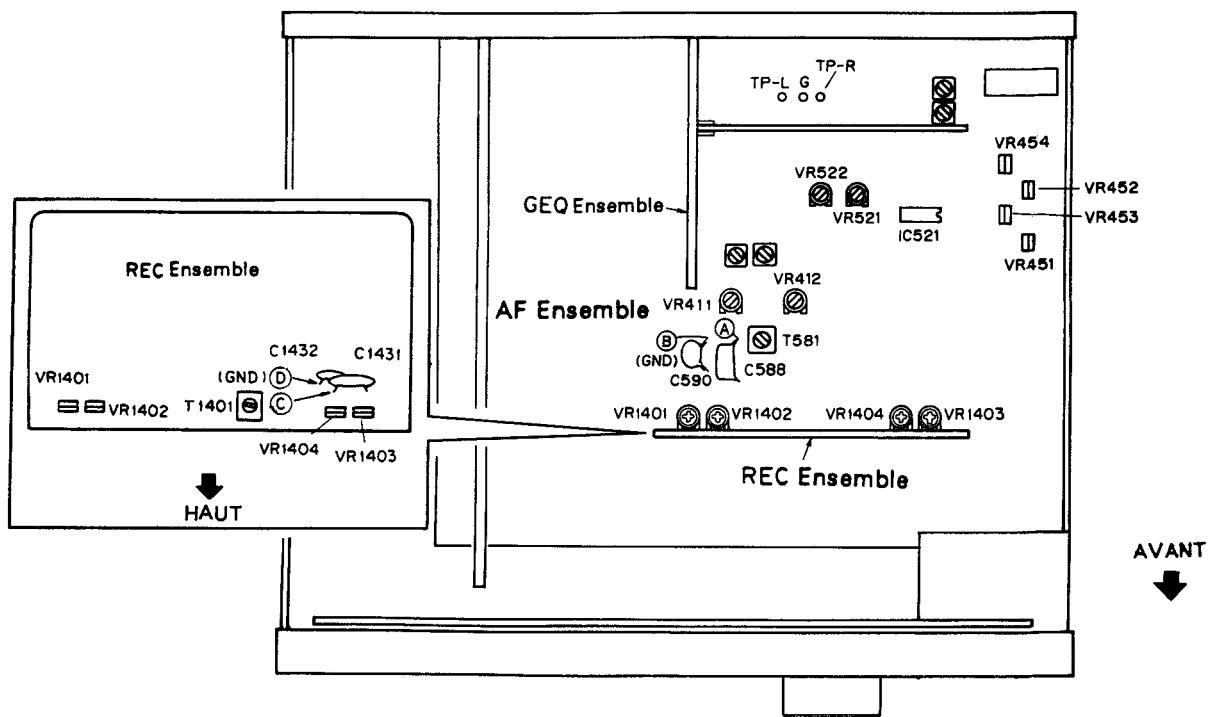 TP-L G TP-R
VR454
VR522
VR452
GEQ Ensemble
VR521
IC521
VR453
VR451
VR412
VR411
AF Ensemble
A
B
(GND)
T581
C590
C588
VR1401
VR1402
VR1404
VR1403
REC Ensemble
REC Ensemble
C1432
C1431
(GND) D
VR1401
VR1402
T1401
C
VR1404
VR1403
HAUT
AVANT